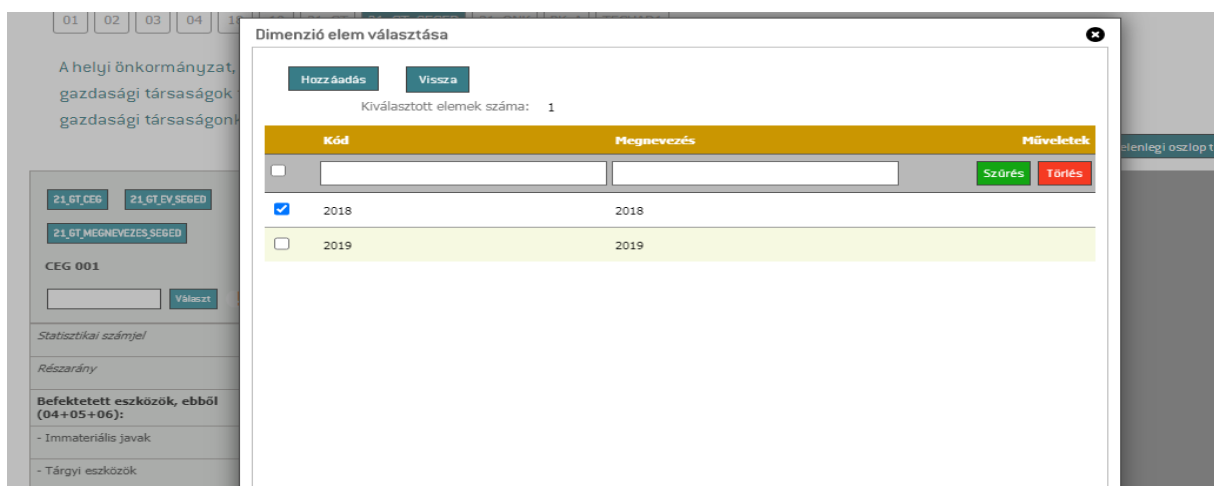 01 02 03 04
Dimenzió elem választása
A helyi önkormányzat,
gazdasági társaságok
gazdasági társaságonk
Hozzáadás Vissza
Kiválasztott elemek száma: 1
Kód Megnevezés Műveletek
Szűrés Törlés
2018 2018
2019 2019
elenlegi oszlop t
21_GT_CEG 21_GT_EV_SEGED
21_GT_MEGNEVEZES_SEGED
CEG 001
Választ
Statisztikai számjel
Részarány
Befektetett eszközök, ebből
(04+05+06):
- Immateriális javak
- Tárgyi eszközök